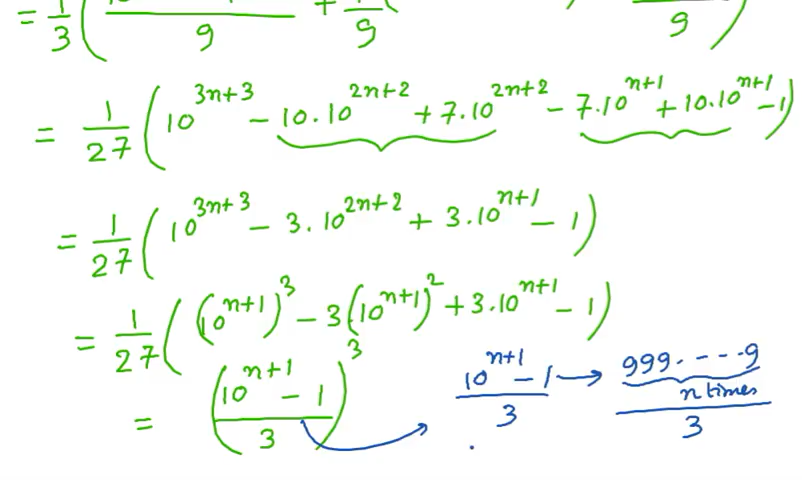 = 1/3 ( 9 + 9 ( ) 9 )
= 1/27 ( 10^{3n+3} - 10.10^{2n+2} + 7.10^{2n+2} - 7.10^{n+1} + 10.10^{n+1} - 1 )
= 1/27 ( 10^{3n+3} - 3.10^{2n+2} + 3.10^{n+1} - 1 )
= 1/27 ( (10^{n+1})^3 - 3(10^{n+1})^2 + 3.10^{n+1} - 1 )
= ( (10^{n+1} - 1)/3 )^3 → (10^{n+1} - 1)/3 → 999.---9
n times
3